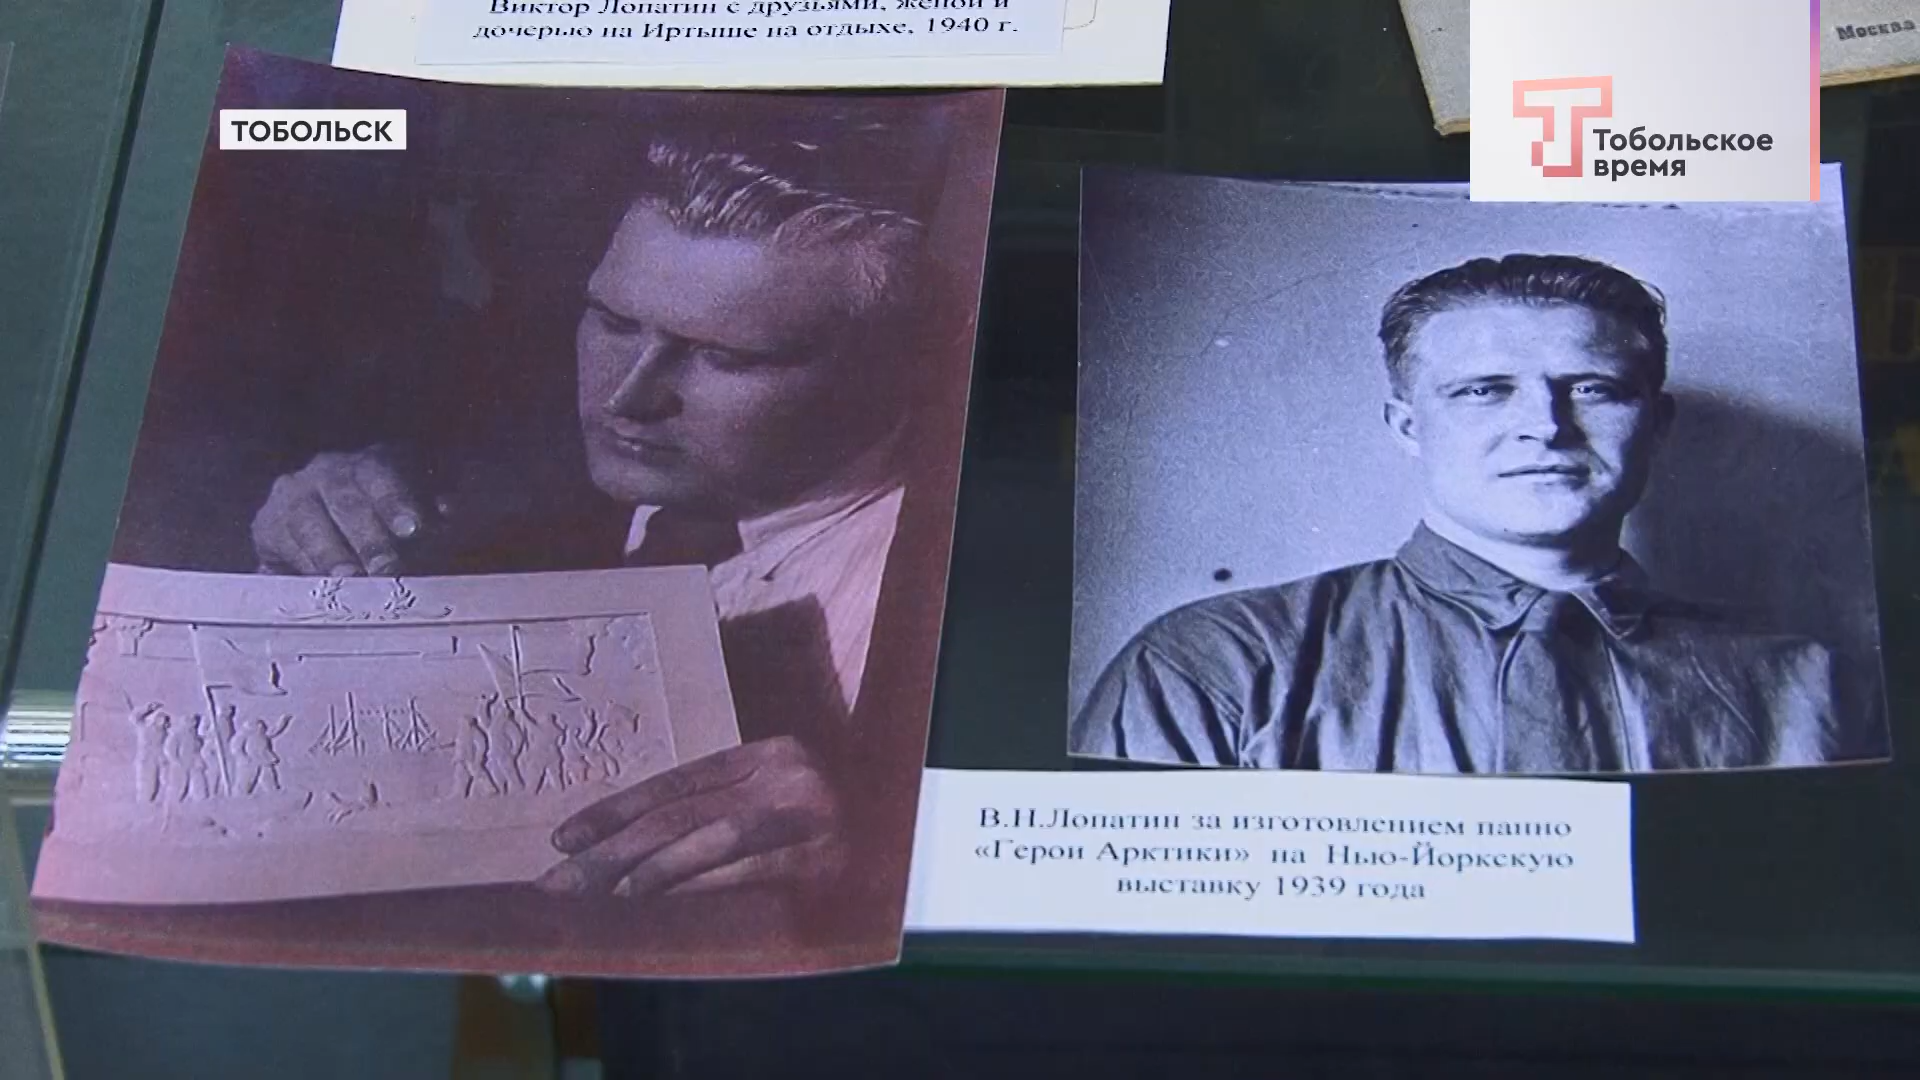 Виктор Лопатин с друзьями, женой и
дочерью на Иртыше на отдыхе, 1940 г.
Москва
ТОБОЛЬСК
Тобольское
время
В.Н.Лопатин за изготовлением панно
«Герои Арктики» на Нью-Йоркскую
выставку 1939 года